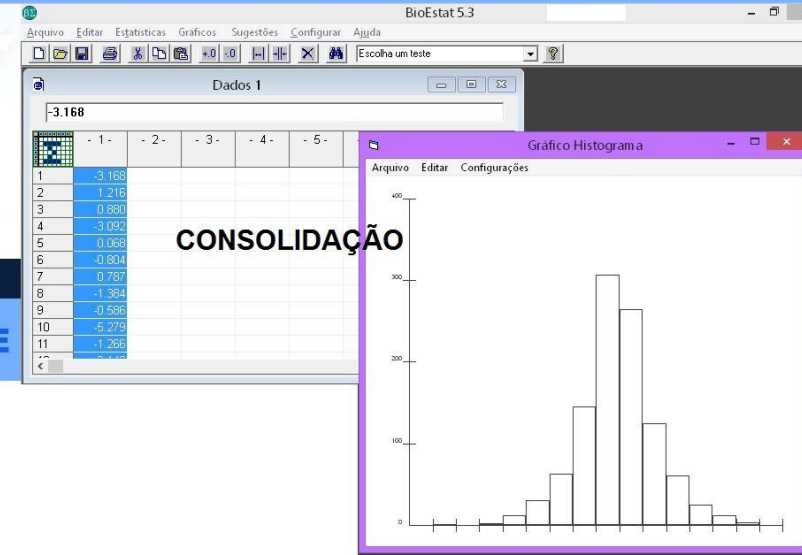 BioEstat 5.3
Arquivo Editar Estatísticas Gráficos Sugestões Configurar Ajuda
Escolha um teste
Dados 1
-3.168
- 1 - - 2 - - 3 - - 4 - - 5 -
1 -3.168
2 1.216
3 0.880
4 -3.092
5 0.068
6 -0.804
7 0.787
8 -1.384
9 -0.586
10 -5.279
11 -1.266
CONSOLIDAÇÃO
Gráfico Histograma
Arquivo Editar Configurações
400
300
200
100
0
E